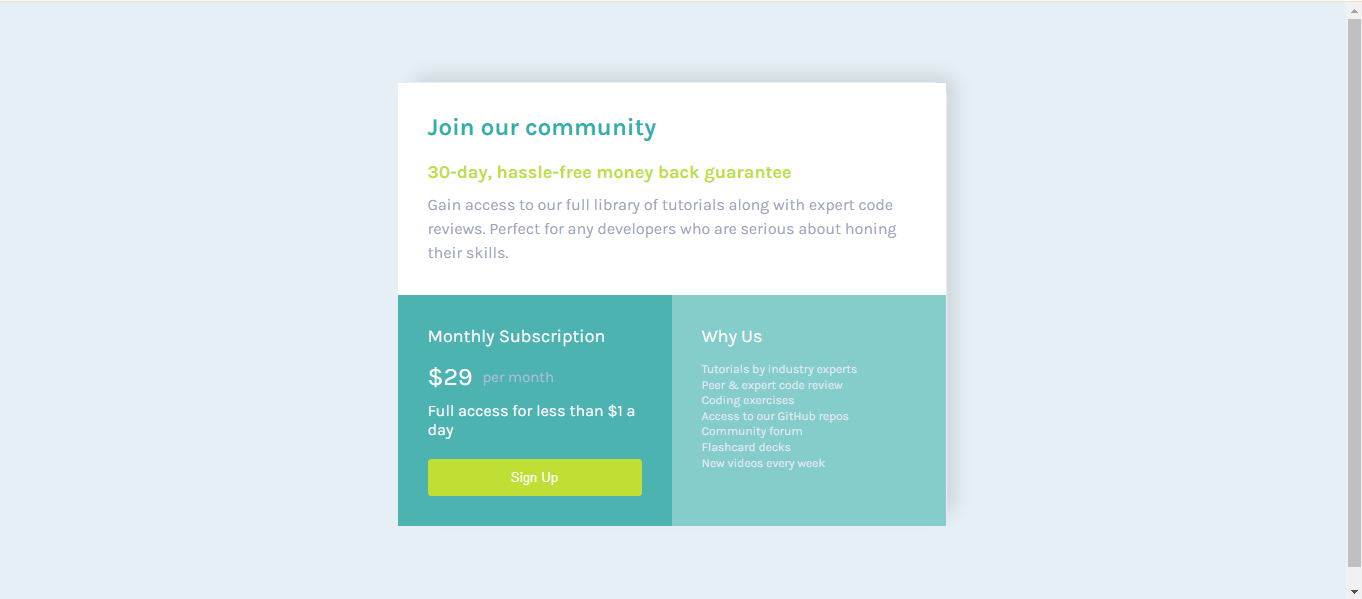 Join our community
30-day, hassle-free money back guarantee
Gain access to our full library of tutorials along with expert code
reviews. Perfect for any developers who are serious about honing
their skills.
Monthly Subscription
$29 per month
Full access for less than $1 a
day
Sign Up
Why Us
Tutorials by industry experts
Peer & expert code review
Coding exercises
Access to our GitHub repos
Community forum
Flashcard decks
New videos every week